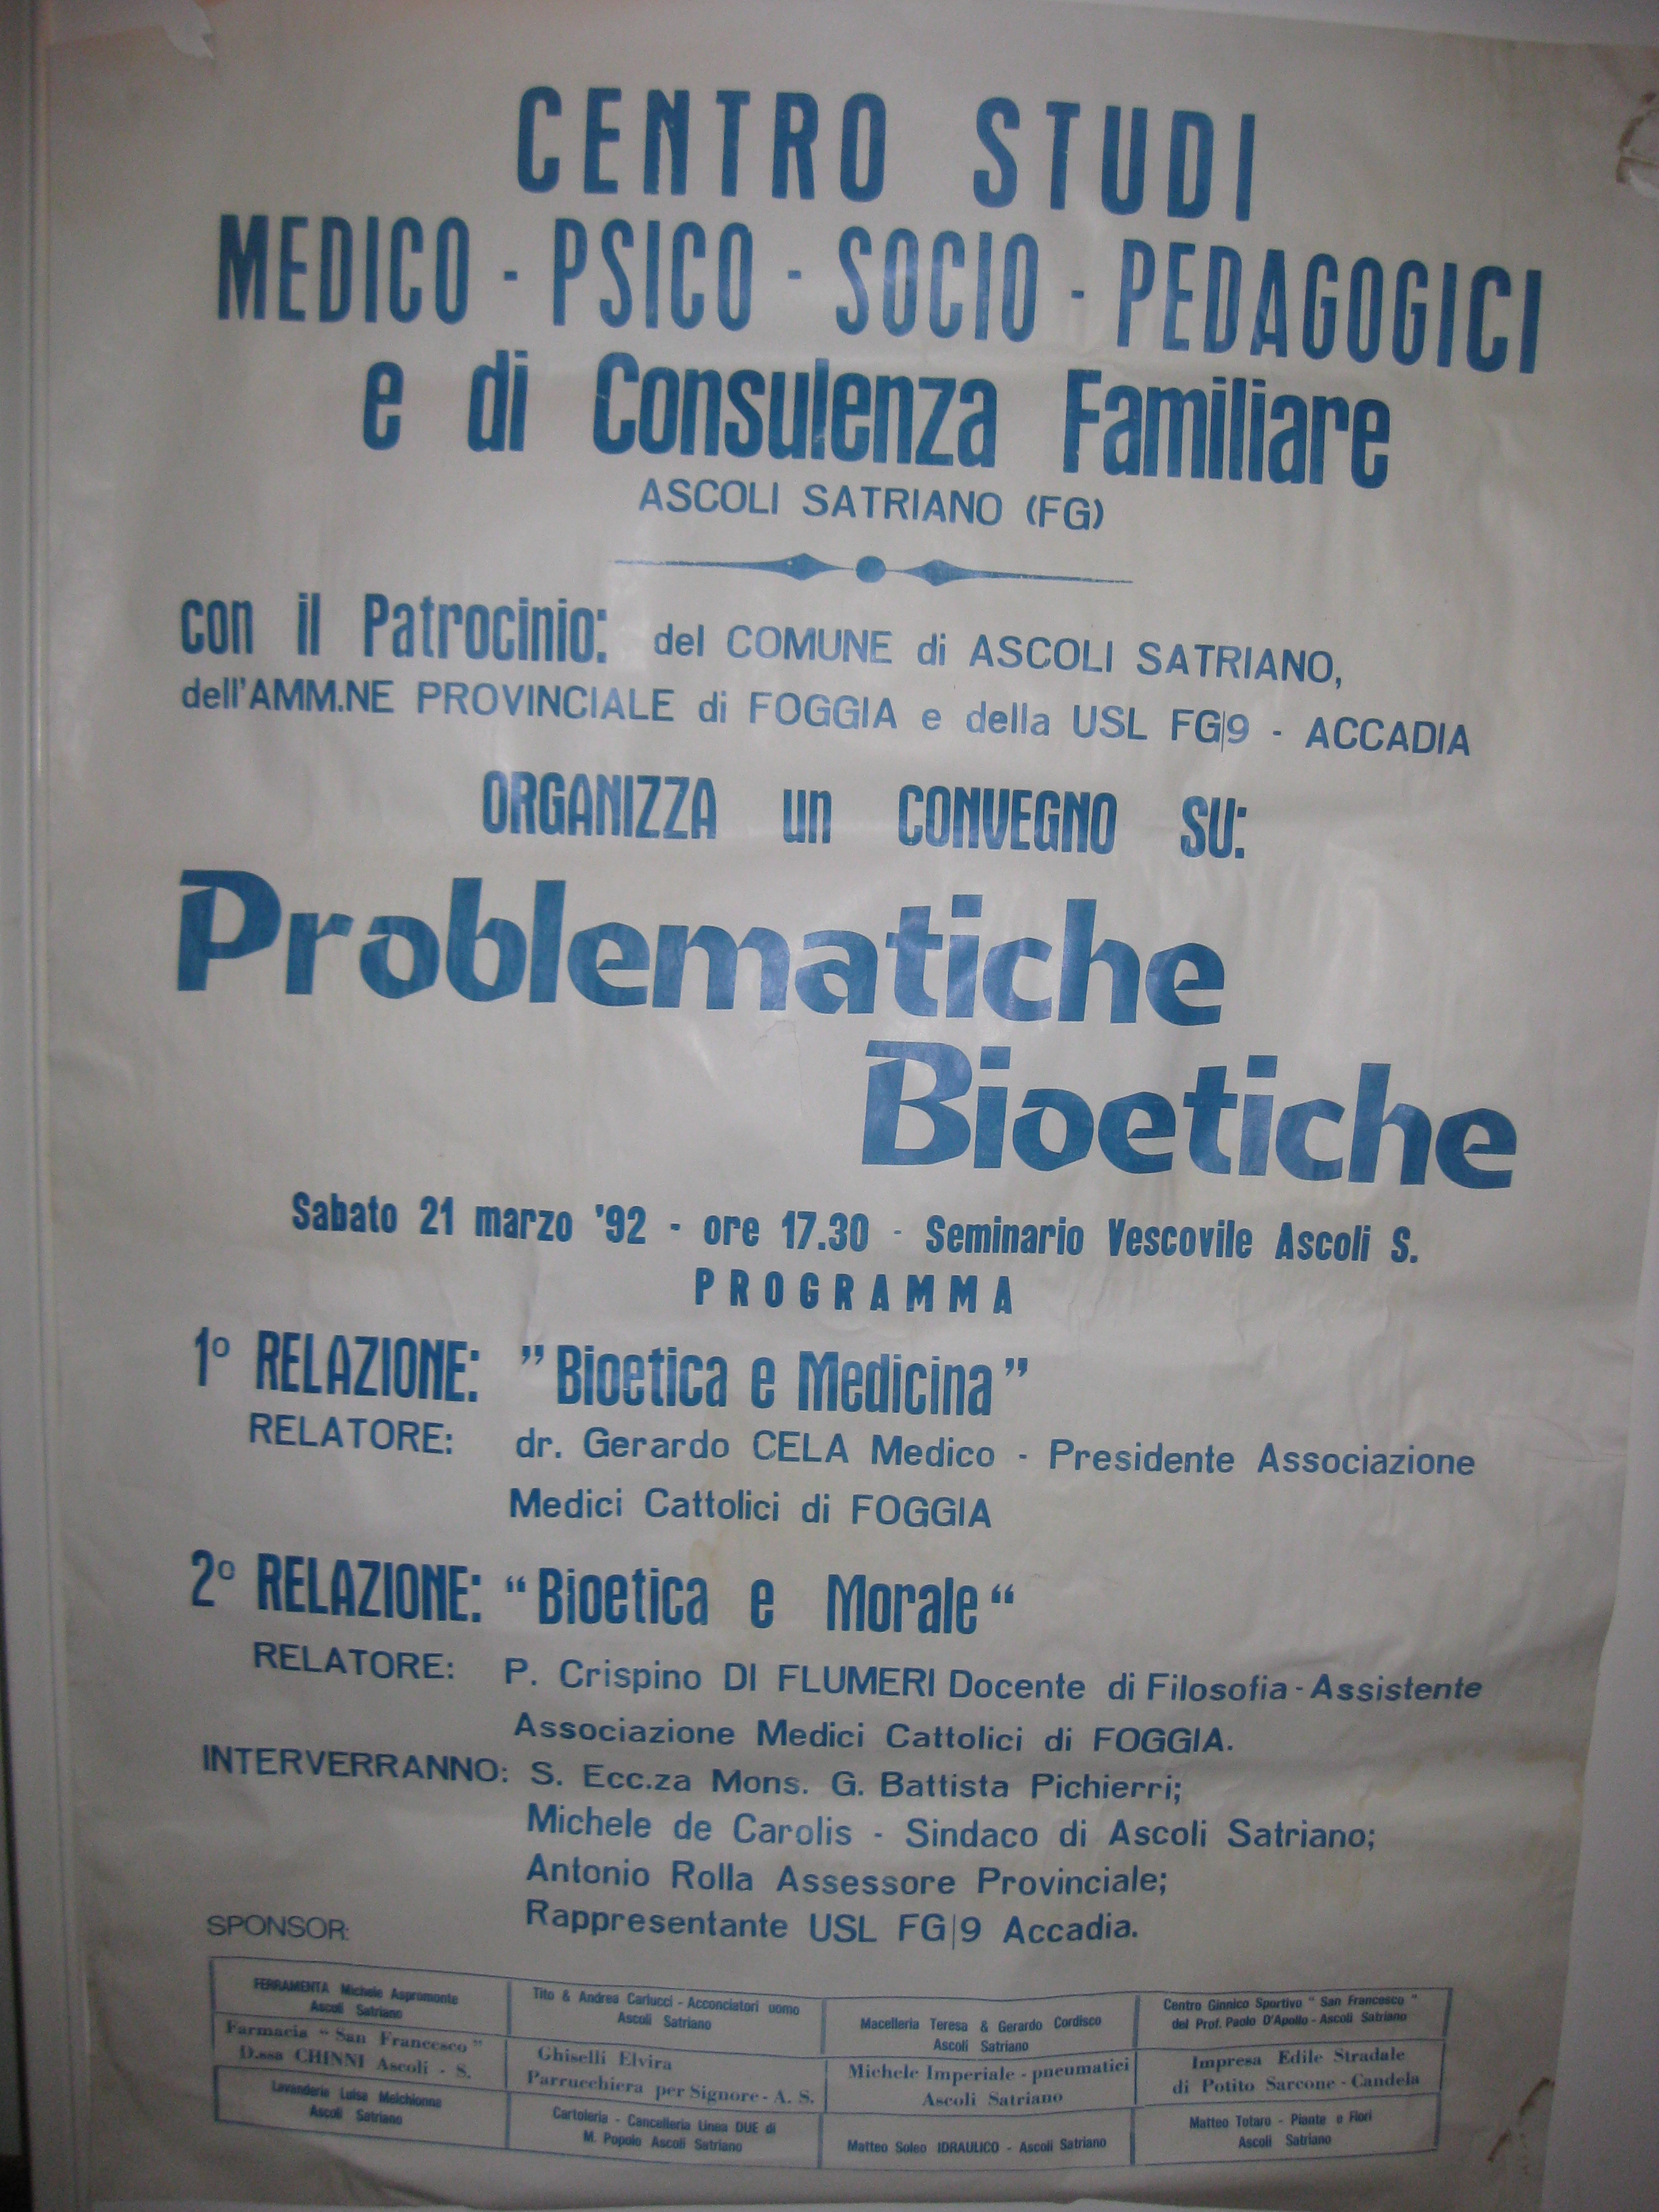 CENTRO STUDI
MEDICO - PSICO - SOCIO - PEDAGOGICI
e di Consulenza Familiare
ASCOLI SATRIANO (FG)
con il Patrocinio: del COMUNE di ASCOLI SATRIANO,
dell'AMM.NE PROVINCIALE di FOGGIA e della USL FG|9 - ACCADIA
ORGANIZZA un CONVEGNO SU:
Problematiche
Bioetiche
Sabato 21 marzo '92 - ore 17.30 - Seminario Vescovile Ascoli S.
PROGRAMMA
1º RELAZIONE: ”Bioetica e Medicina”
RELATORE: dr. Gerardo CELA Medico - Presidente Associazione
Medici Cattolici di FOGGIA
2º RELAZIONE: “Bioetica e Morale“
RELATORE: P. Crispino DI FLUMERI Docente di Filosofia - Assistente
Associazione Medici Cattolici di FOGGIA.
INTERVERRANNO: S. Ecc.za Mons. G. Battista Pichierri;
Michele de Carolis - Sindaco di Ascoli Satriano;
Antonio Rolla Assessore Provinciale;
Rappresentante USL FG|9 Accadia.
SPONSOR:
FERRAMENTA Michele Aspromonte
Ascoli Satriano
Tito & Andrea Carlucci - Acconciatori uomo
Ascoli Satriano
Macelleria Teresa & Gerardo Cordisco
Ascoli Satriano
Centro Ginnico Sportivo “ San Francesco “
del Prof. Paolo D'Apollo - Ascoli Satriano
Farmacia “ San Francesco ”
D.ssa CHINNI Ascoli - S.
Ghiselli Elvira
Parrucchiera per Signore - A. S.
Michele Imperiale - pneumatici
Ascoli Satriano
Impresa Edile Stradale
di Potito Sarcone - Candela
Lavanderia Luisa Melchionna
Ascoli Satriano
Cartoleria - Cancelleria Linea DUE di
M. Popolo Ascoli Satriano
Matteo Soleo IDRAULICO - Ascoli Satriano
Matteo Totaro - Piante e Fiori
Ascoli Satriano